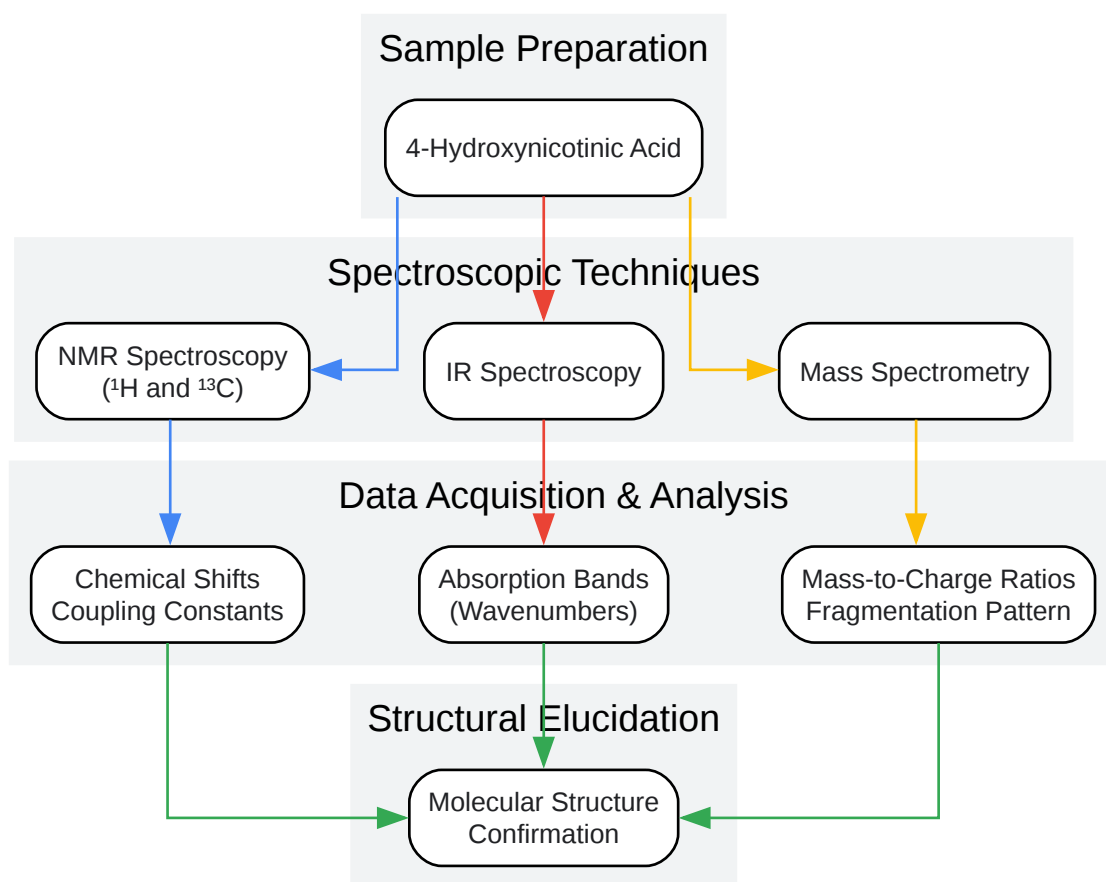 Sample Preparation
4-Hydroxynicotinic Acid
Spectroscopic Techniques
NMR Spectroscopy
(¹H and ¹³C)
IR Spectroscopy
Mass Spectrometry
Data Acquisition & Analysis
Chemical Shifts
Coupling Constants
Absorption Bands
(Wavenumbers)
Mass-to-Charge Ratios
Fragmentation Pattern
Structural Elucidation
Molecular Structure
Confirmation